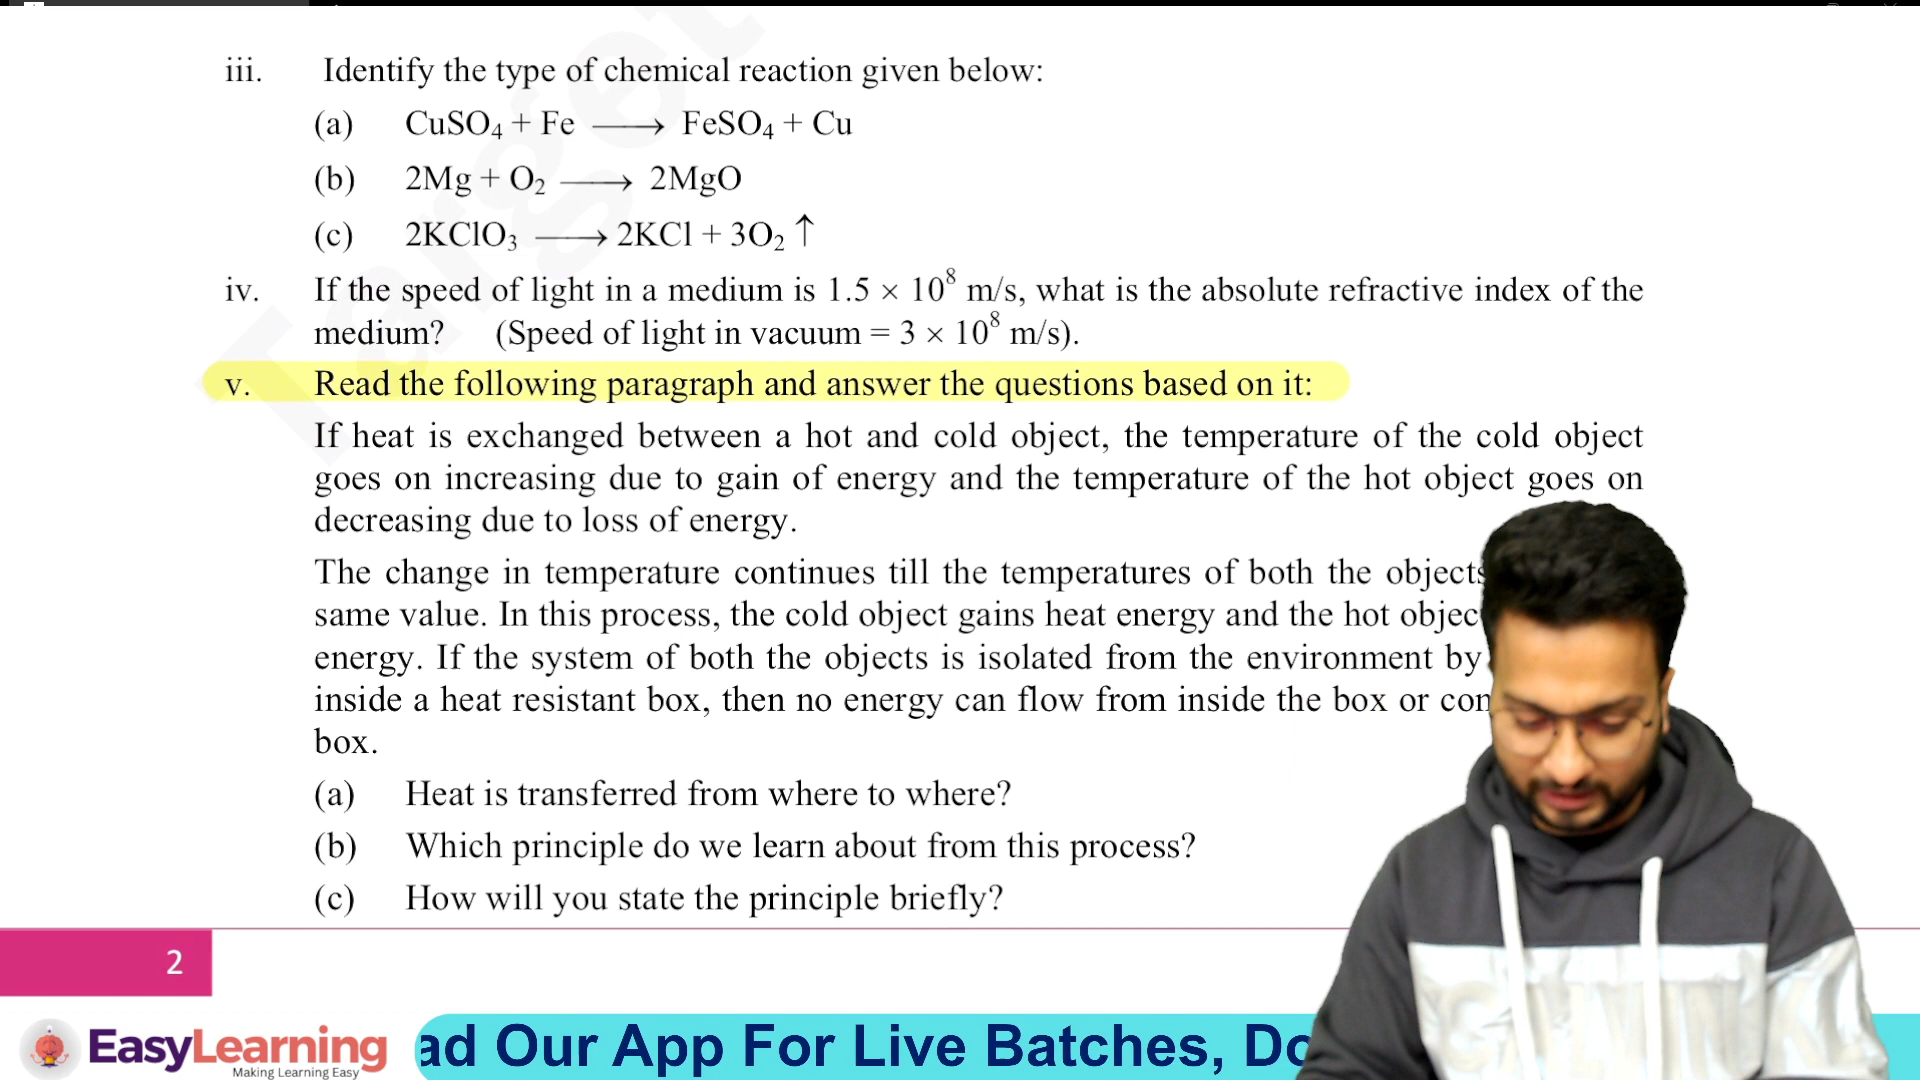 iii. Identify the type of chemical reaction given below:
(a) CuSO₄ + Fe ⟶ FeSO₄ + Cu
(b) 2Mg + O₂ ⟶ 2MgO
(c) 2KClO₃ ⟶ 2KCl + 3O₂ ↑
iv. If the speed of light in a medium is 1.5 × 10⁸ m/s, what is the absolute refractive index of the
medium? (Speed of light in vacuum = 3 × 10⁸ m/s).
v. Read the following paragraph and answer the questions based on it:
If heat is exchanged between a hot and cold object, the temperature of the cold object
goes on increasing due to gain of energy and the temperature of the hot object goes on
decreasing due to loss of energy.
The change in temperature continues till the temperatures of both the objects
same value. In this process, the cold object gains heat energy and the hot objec
energy. If the system of both the objects is isolated from the environment by
inside a heat resistant box, then no energy can flow from inside the box or con
box.
(a) Heat is transferred from where to where?
(b) Which principle do we learn about from this process?
(c) How will you state the principle briefly?
2
EasyLearning
Making Learning Easy
ad Our App For Live Batches, Do
Target